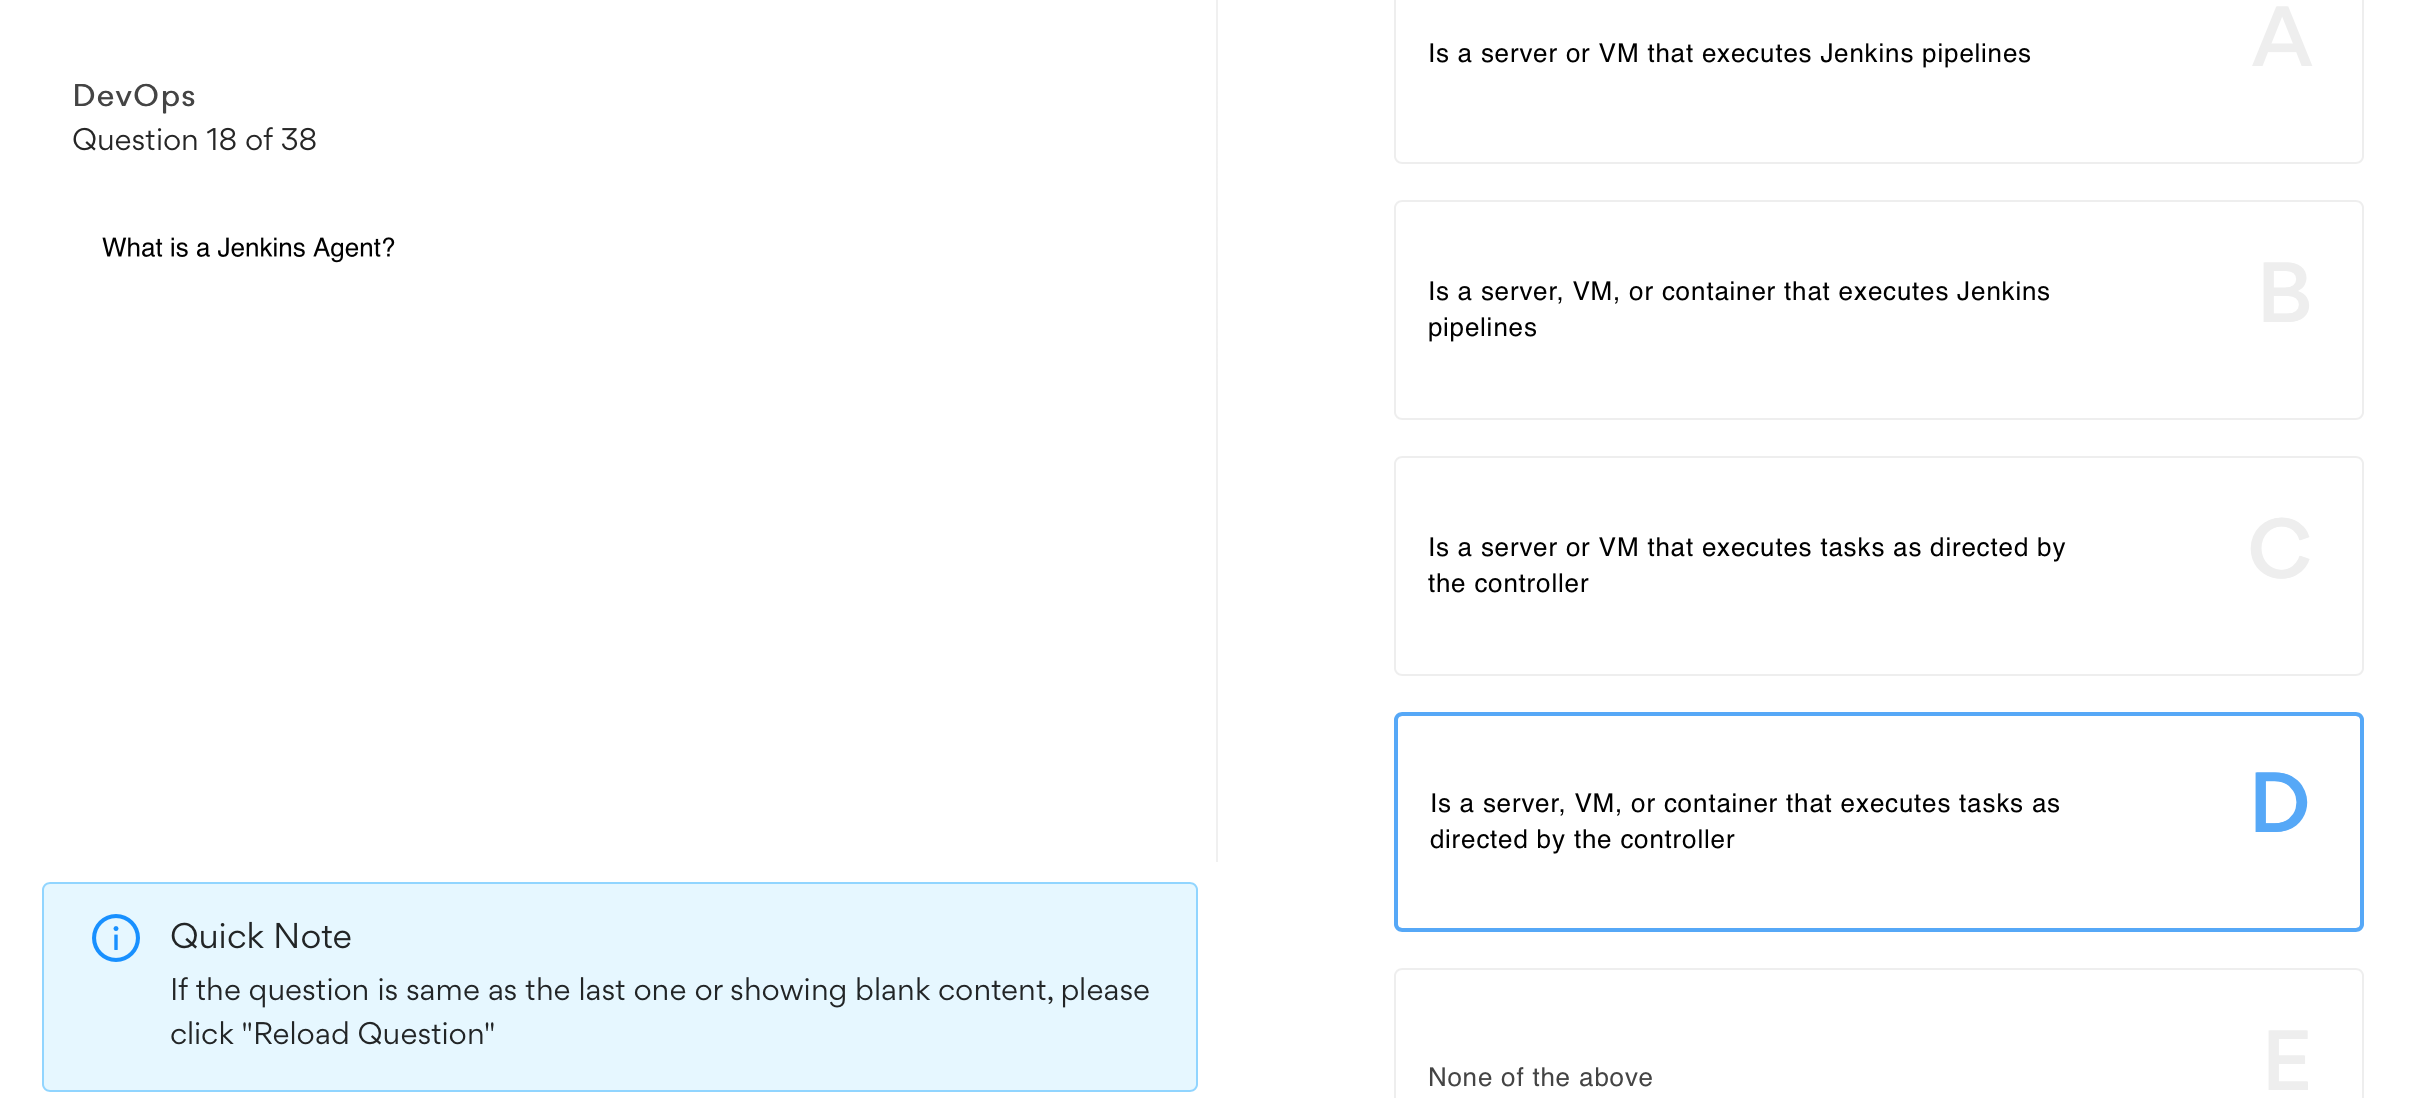 DevOps
Question 18 of 38
What is a Jenkins Agent?
Quick Note
If the question is same as the last one or showing blank content, please
click "Reload Question"
Is a server or VM that executes Jenkins pipelines
A
Is a server, VM, or container that executes Jenkins
pipelines
B
Is a server or VM that executes tasks as directed by
the controller
C
Is a server, VM, or container that executes tasks as
directed by the controller
D
None of the above
E